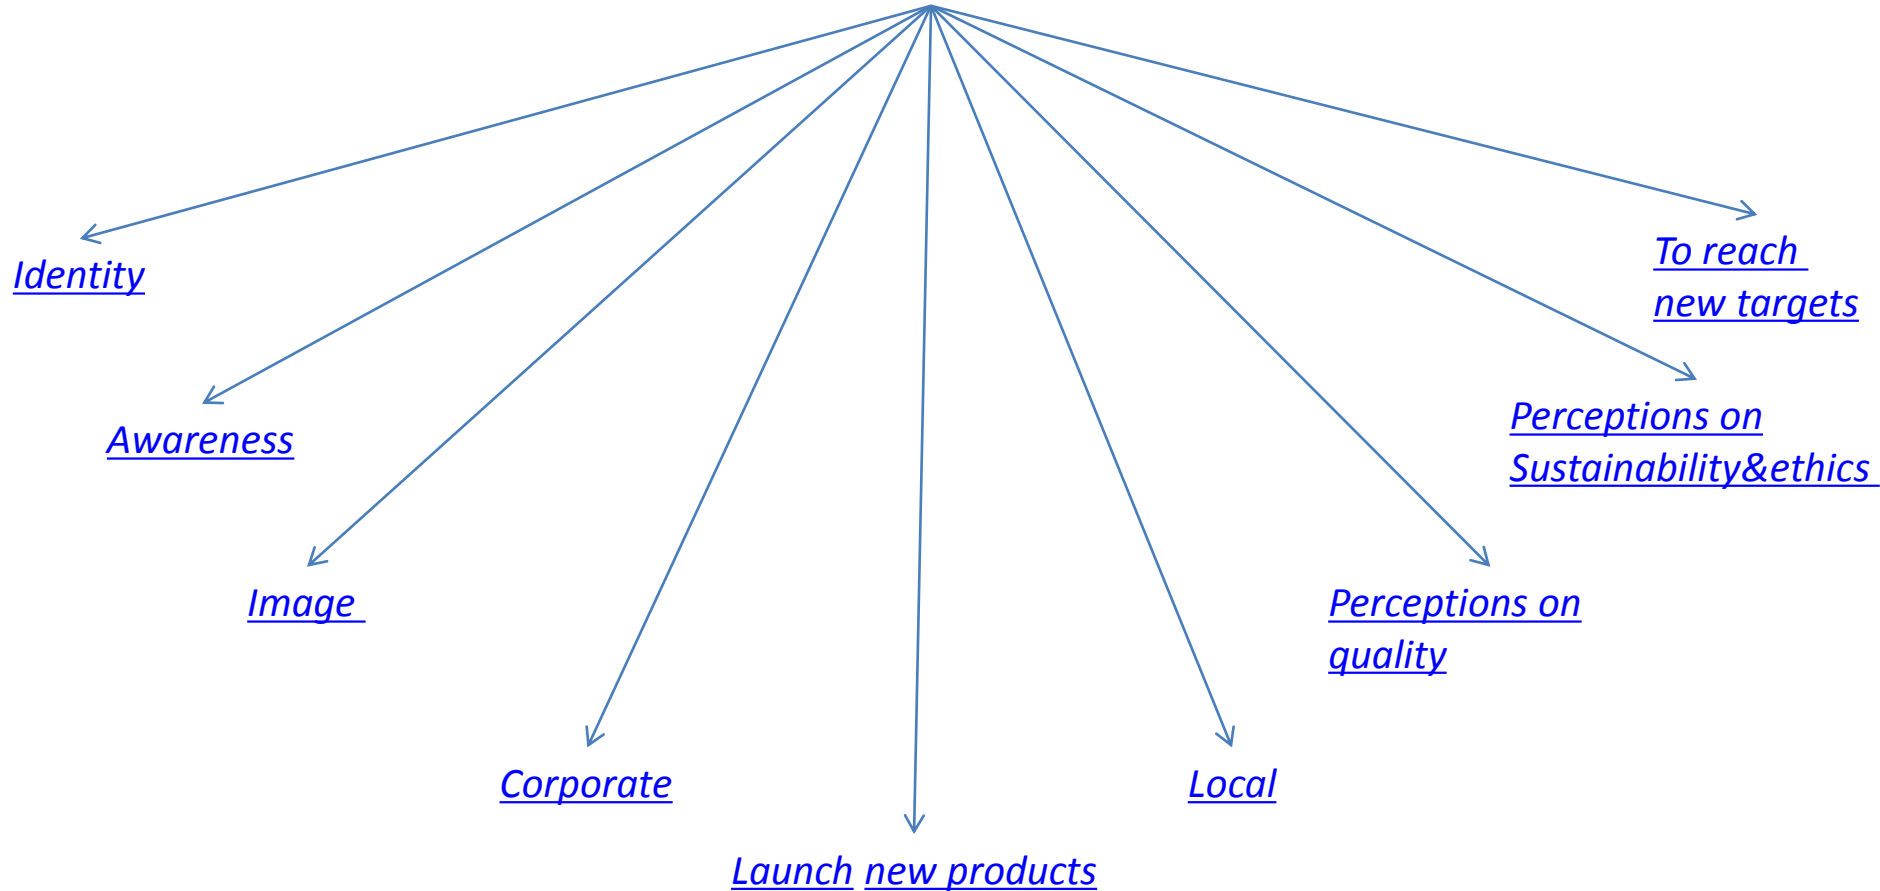 Identity
Awareness
Image
Corporate
Launch new products
Local
Perceptions on
quality
Perceptions on
Sustainability&ethics
To reach
new targets